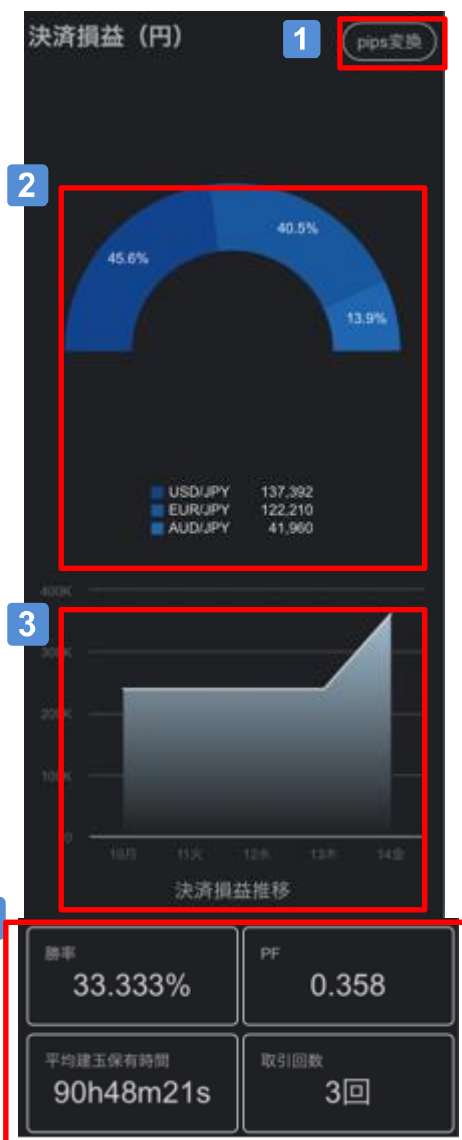 決済損益（円）
1
pips変換
2
45.6%
40.5%
13.9%
USD/JPY 137,392
EUR/JPY 122,210
AUD/JPY 41,960
400K
3
300K
200K
100K
0
10月 11火 12水 13木 14金
決済損益推移
勝率
33.333%
PF
0.358
平均建玉保有時間
90h48m21s
取引回数
3回